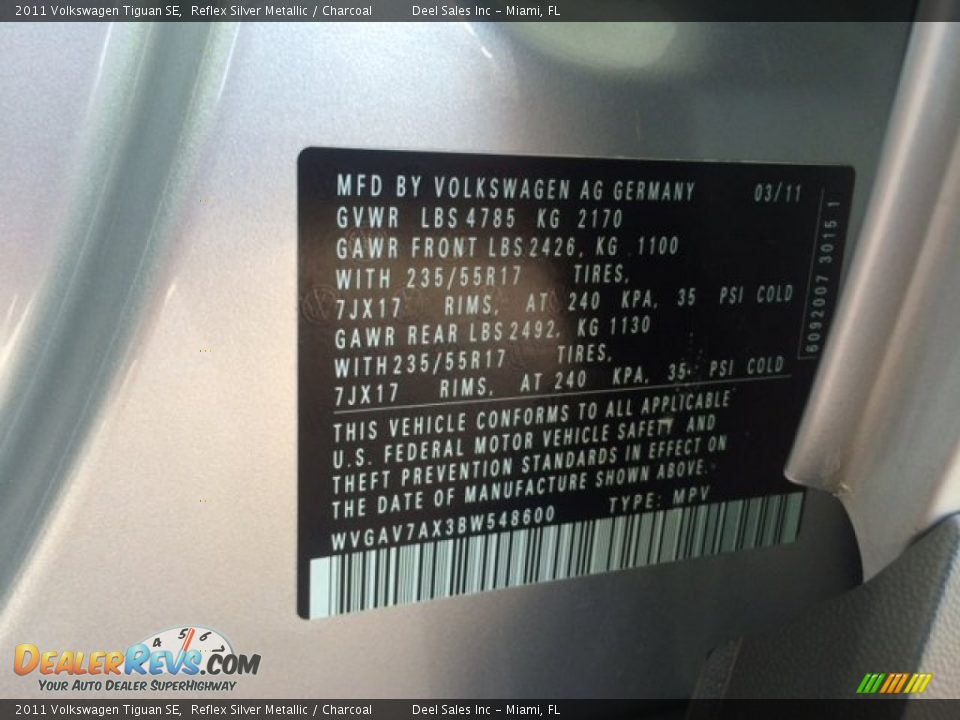 2011 Volkswagen Tiguan SE, Reflex Silver Metallic / Charcoal Deel Sales Inc - Miami, FL
MFD BY VOLKSWAGEN AG GERMANY 03/11
GVWR LBS 4785 KG 2170
GAWR FRONT LBS 2426, KG 1100
WITH 235/55R17 TIRES,
7JX17 RIMS, AT 240 KPA, 35 PSI COLD
GAWR REAR LBS 2492, KG 1130
WITH 235/55R17 TIRES,
7JX17 RIMS, AT 240 KPA, 35 PSI COLD
6092007 3015 1
THIS VEHICLE CONFORMS TO ALL APPLICABLE
U.S. FEDERAL MOTOR VEHICLE SAFETY AND
THEFT PREVENTION STANDARDS IN EFFECT ON
THE DATE OF MANUFACTURE SHOWN ABOVE.
WVGAV7AX3BW548600 TYPE: MPV
4 5 6
DEALERREVS.COM
YOUR AUTO DEALER SUPERHIGHWAY
2011 Volkswagen Tiguan SE, Reflex Silver Metallic / Charcoal Deel Sales Inc - Miami, FL